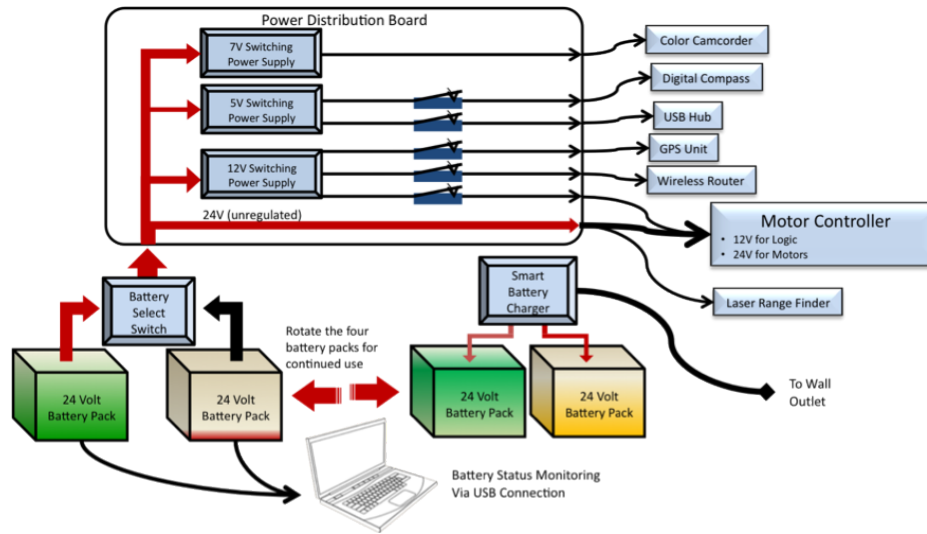 Power Distribution Board
7V Switching
Power Supply
Color Camcorder
Digital Compass
5V Switching
Power Supply
USB Hub
GPS Unit
12V Switching
Power Supply
Wireless Router
24V (unregulated)
Motor Controller
• 12V for Logic
• 24V for Motors
Battery
Select
Switch
Smart
Battery
Charger
Laser Range Finder
Rotate the four
battery packs for
continued use
24 Volt
Battery Pack
24 Volt
Battery Pack
24 Volt
Battery Pack
24 Volt
Battery Pack
To Wall
Outlet
Battery Status Monitoring
Via USB Connection